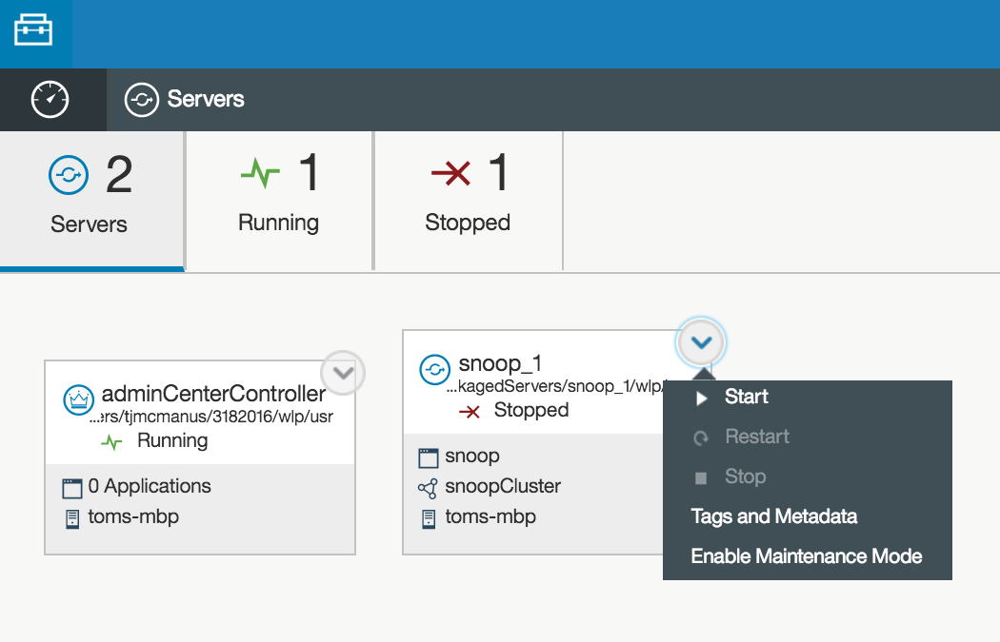 Servers
2
Servers
1
Running
1
Stopped
adminCenterController
...ers/tjmcmanus/3182016/wlp/usr
Running
0 Applications
toms-mbp
snoop_1
...kagedServers/snoop_1/wlp/
Stopped
snoop
snoopCluster
toms-mbp
Start
Restart
Stop
Tags and Metadata
Enable Maintenance Mode